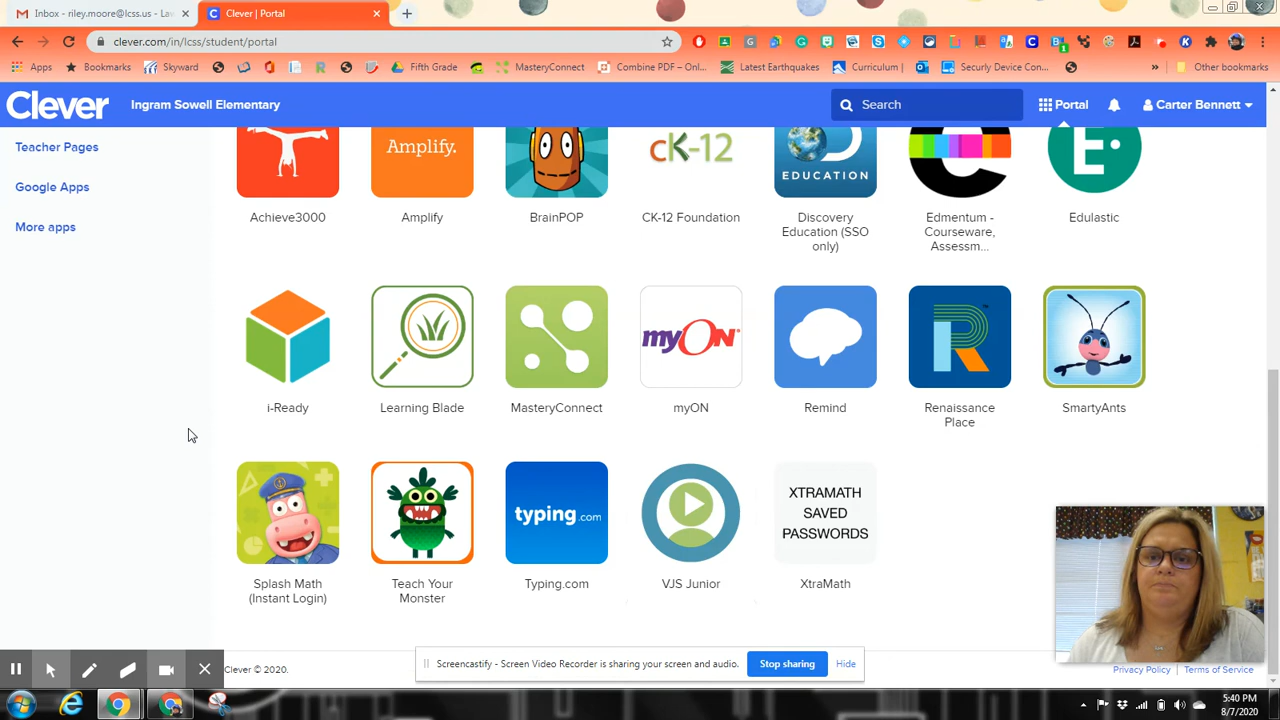 Inbox - riley.moore@lcss.us - Law
Clever | Portal
clever.com/in/lcss/student/portal
Apps
Bookmarks
Skyward
Fifth Grade
MasteryConnect
Combine PDF – Onl...
Latest Earthquakes
Curriculum |
Securly Device Con...
Other bookmarks
Clever
Ingram Sowell Elementary
Search
Portal
Carter Bennett
Teacher Pages
Google Apps
More apps
Amplify.
cK-12
EDUCATION
E
Achieve3000
Amplify
BrainPOP
CK-12 Foundation
Discovery
Education (SSO
only)
Edmentum -
Courseware,
Assessm...
Edulastic
myON
R
i-Ready
Learning Blade
MasteryConnect
myON
Remind
Renaissance
Place
SmartyAnts
typing.com
XTRAMATH
SAVED
PASSWORDS
Splash Math
(Instant Login)
Teach Your
Monster
Typing.com
VJS Junior
XtraMath
Screencastify - Screen Video Recorder is sharing your screen and audio.
Stop sharing
Hide
Clever © 2020.
Privacy Policy
Terms of Service
5:40 PM
8/7/2020